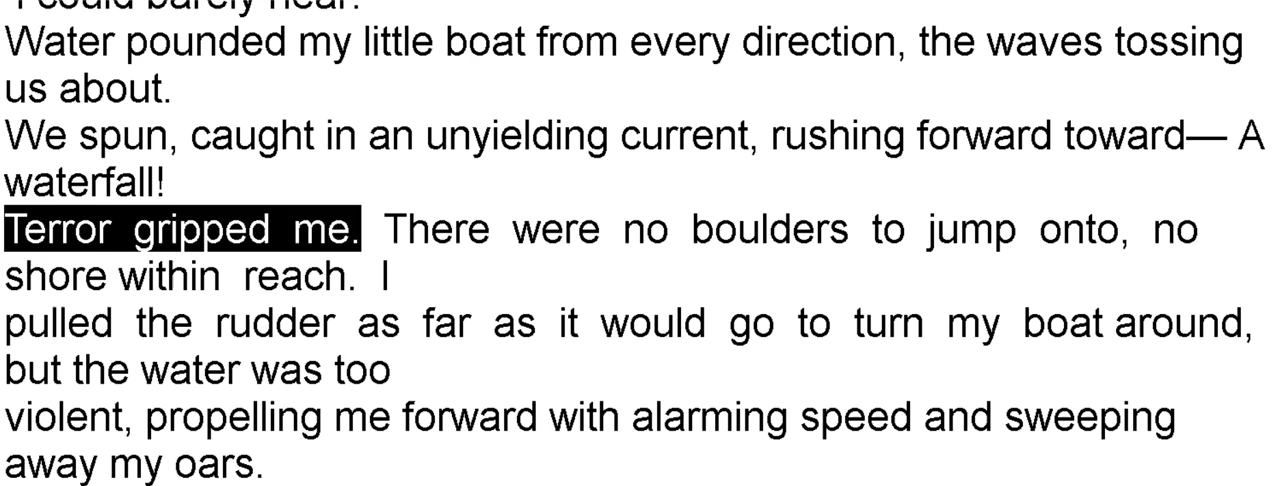 I could barely hear.
Water pounded my little boat from every direction, the waves tossing
us about.
We spun, caught in an unyielding current, rushing forward toward— A
waterfall!
Terror gripped me. There were no boulders to jump onto, no
shore within reach. I
pulled the rudder as far as it would go to turn my boat around,
but the water was too
violent, propelling me forward with alarming speed and sweeping
away my oars.